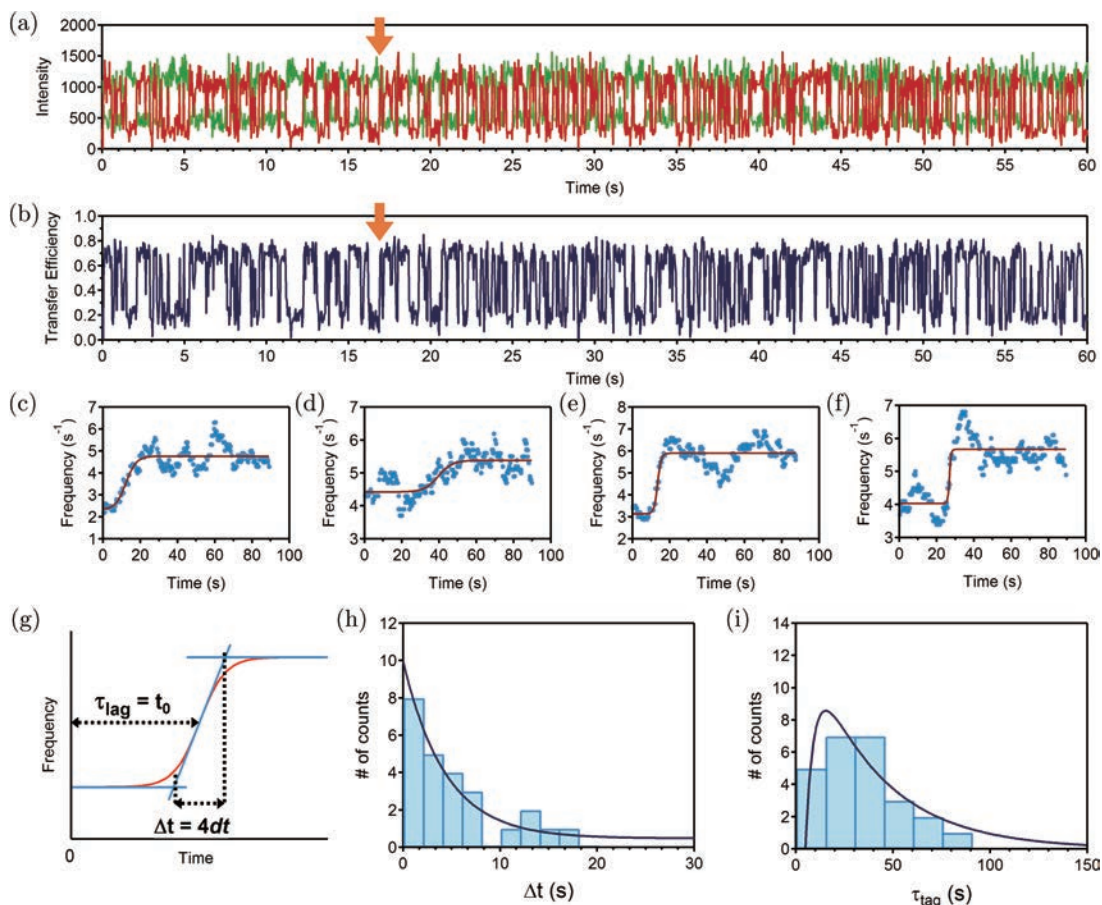 (a)
2000
1500
1000
500
0
Intensity
0 5 10 15 20 25 30 35 40 45 50 55 60
Time (s)
(b)
1.0
0.8
0.6
0.4
0.2
0.0
Transfer Efficiency
0 5 10 15 20 25 30 35 40 45 50 55 60
Time (s)
(c)
7
6
5
4
3
2
1
Frequency (s⁻¹)
0 20 40 60 80 100
Time (s)
(d)
7
6
5
4
3
Frequency (s⁻¹)
0 20 40 60 80 100
Time (s)
(e)
8
7
6
5
4
3
2
Frequency (s⁻¹)
0 20 40 60 80 100
Time (s)
(f)
7
6
5
4
3
Frequency (s⁻¹)
0 20 40 60 80 100
Time (s)
(g)
Frequency
τlag = t₀
Δt = 4dt
0
Time
(h)
12
10
8
6
4
2
0
# of counts
0 10 20 30
Δt (s)
(i)
12
10
8
6
4
2
0
# of counts
0 50 100 150
τtag (s)